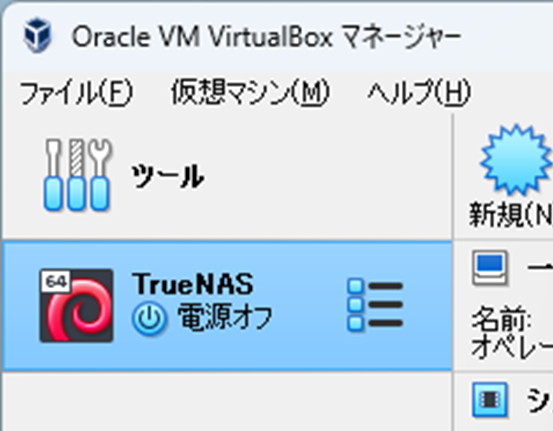 Oracle VM VirtualBox マネージャー
ファイル(F) 仮想マシン(M) ヘルプ(H)
ツール
新規(N
64
TrueNAS
電源オフ
名前:
オペレー
シ